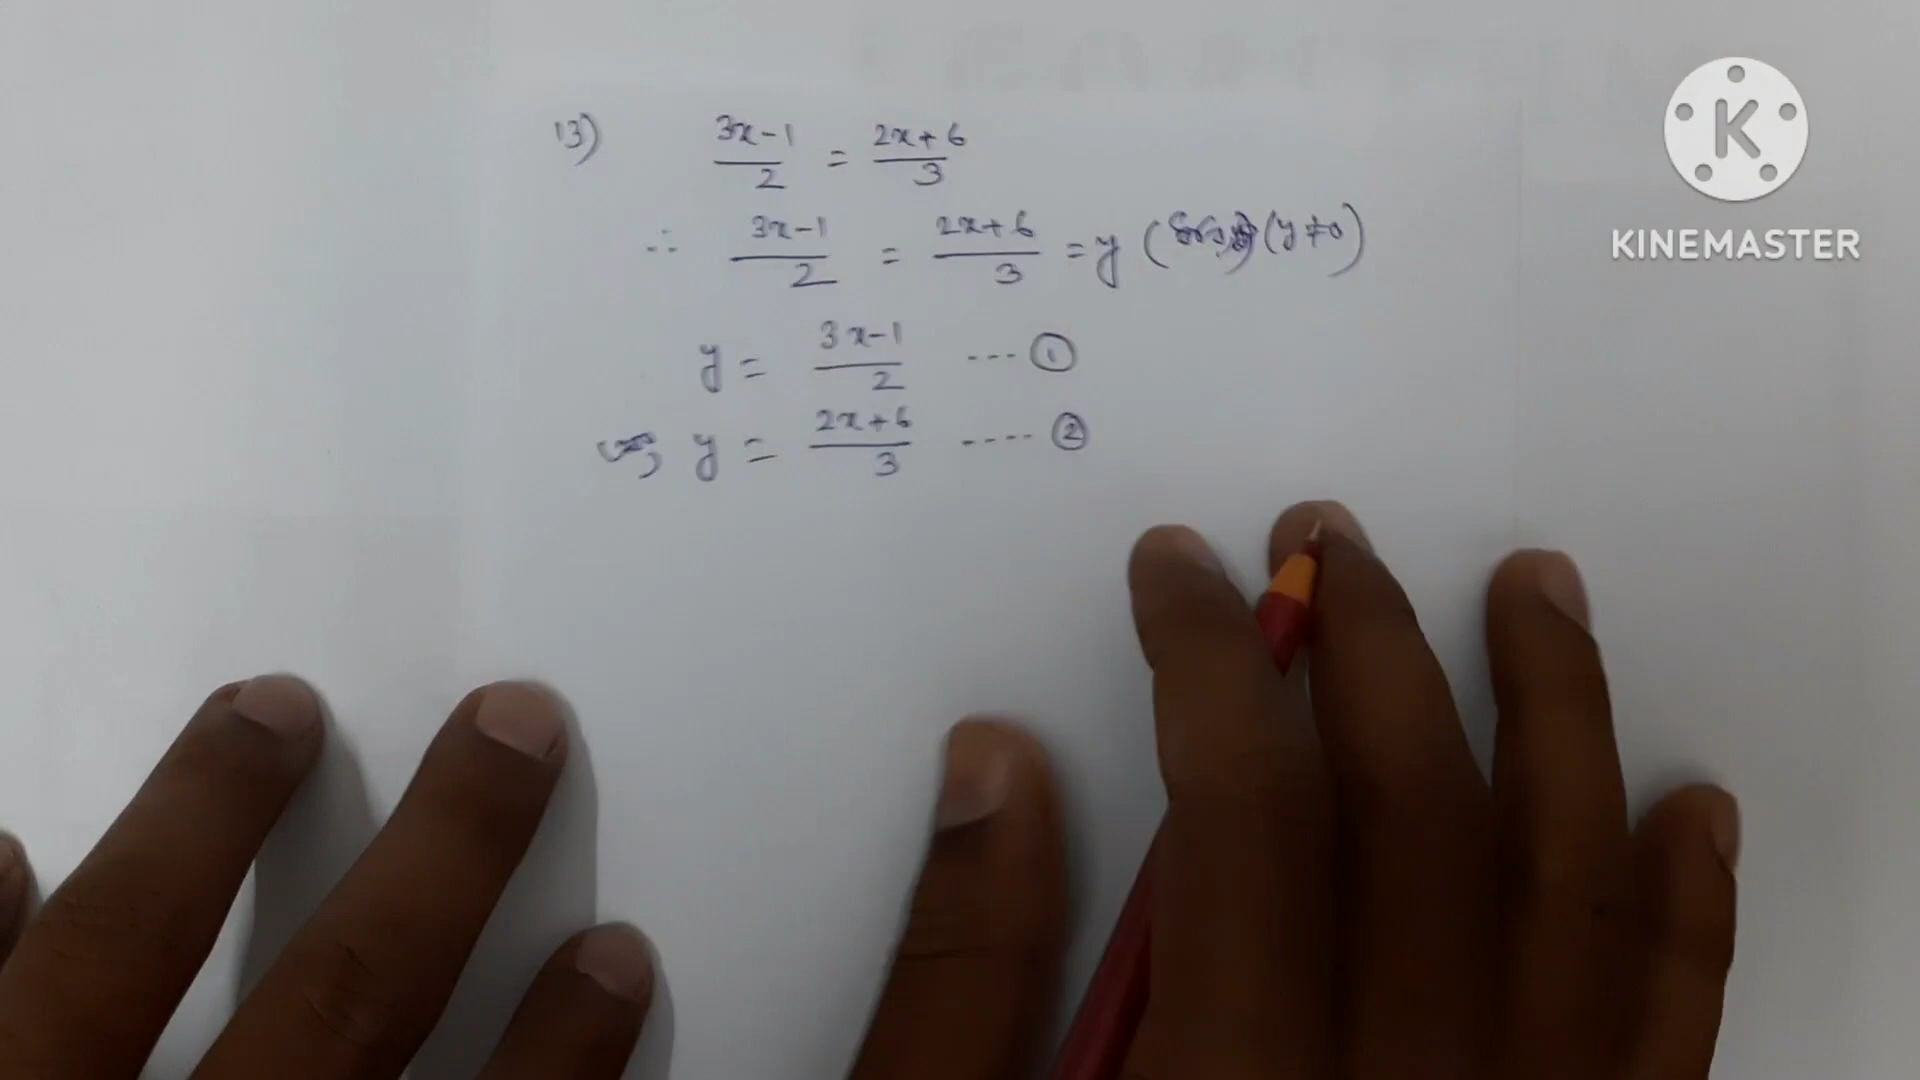 13) 3x-1/2 = 2x+6/3
∴ 3x-1/2 = 2x+6/3 = y (y≠0)
y = 3x-1/2 ---- ①
y = 2x+6/3 ---- ②
K
KINEMASTER